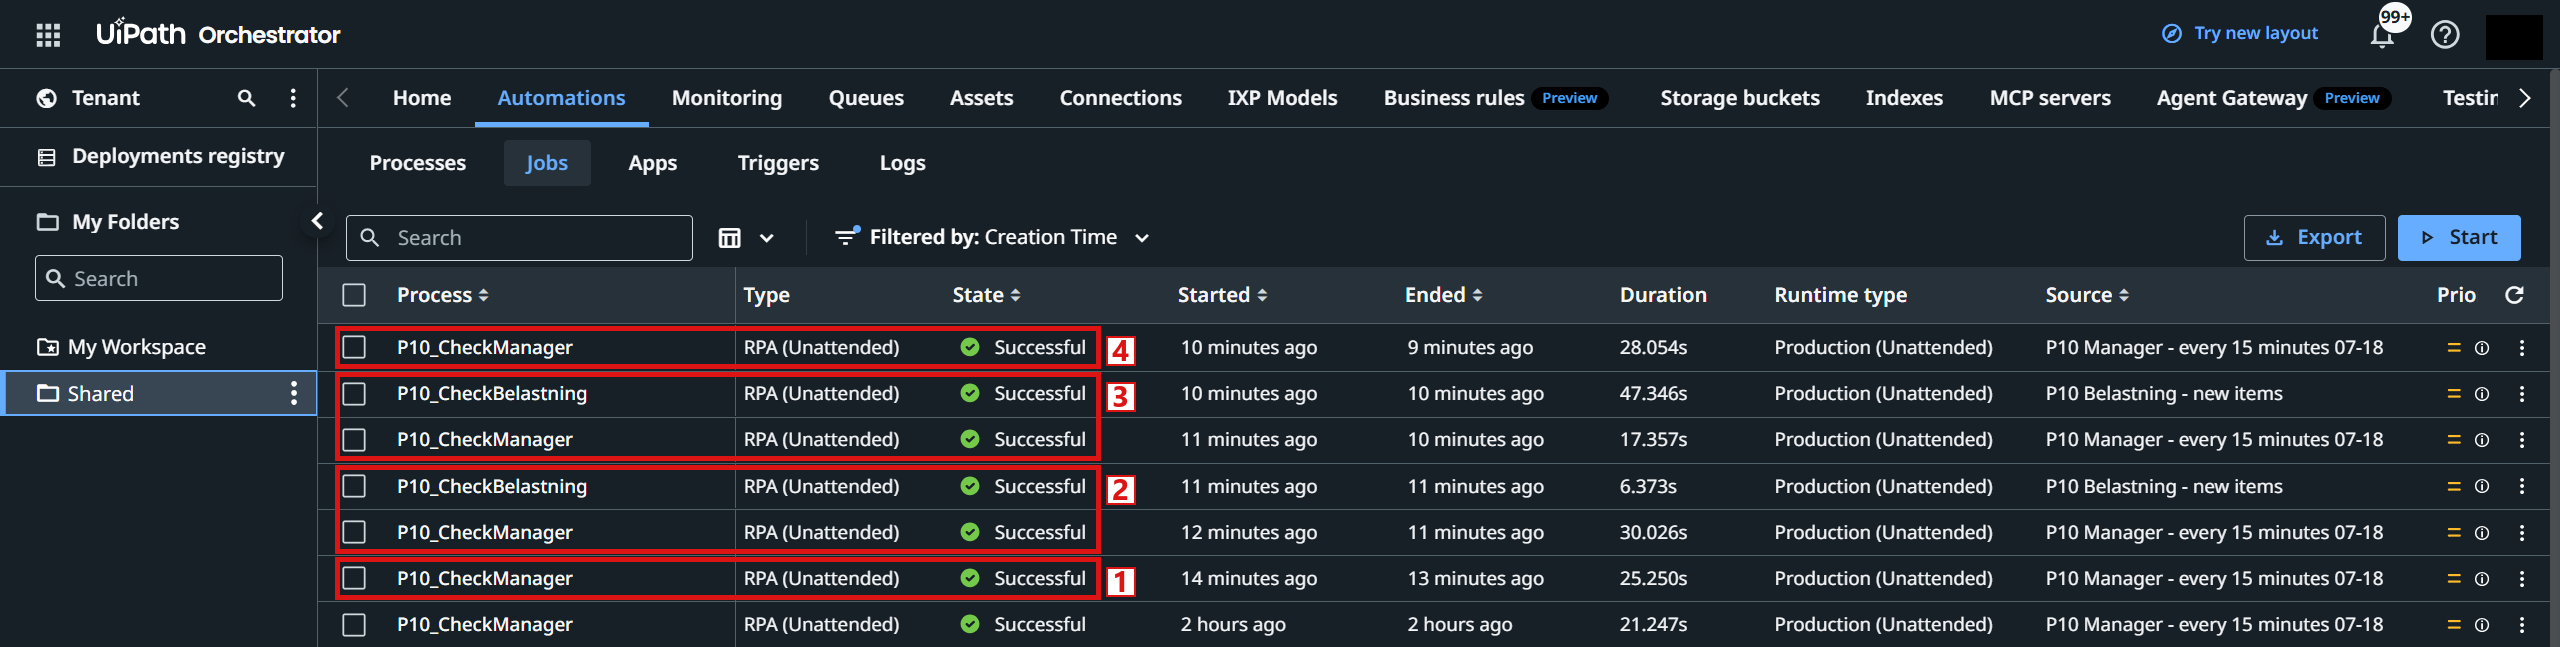 UiPath Orchestrator
Try new layout
99+
Tenant
Home Automations Monitoring Queues Assets Connections IXP Models Business rules Preview Storage buckets Indexes MCP servers Agent Gateway Preview Testin
Deployments registry
Processes Jobs Apps Triggers Logs
My Folders
Search
Filtered by: Creation Time
Export Start
Search
My Workspace
Shared
Process Type State Started Ended Duration Runtime type Source Prio
P10_CheckManager RPA (Unattended) Successful 4 10 minutes ago 9 minutes ago 28.054s Production (Unattended) P10 Manager - every 15 minutes 07-18
P10_CheckBelastning RPA (Unattended) Successful 3 10 minutes ago 10 minutes ago 47.346s Production (Unattended) P10 Belastning - new items
P10_CheckManager RPA (Unattended) Successful 11 minutes ago 10 minutes ago 17.357s Production (Unattended) P10 Manager - every 15 minutes 07-18
P10_CheckBelastning RPA (Unattended) Successful 2 11 minutes ago 11 minutes ago 6.373s Production (Unattended) P10 Belastning - new items
P10_CheckManager RPA (Unattended) Successful 12 minutes ago 11 minutes ago 30.026s Production (Unattended) P10 Manager - every 15 minutes 07-18
P10_CheckManager RPA (Unattended) Successful 1 14 minutes ago 13 minutes ago 25.250s Production (Unattended) P10 Manager - every 15 minutes 07-18
P10_CheckManager RPA (Unattended) Successful 2 hours ago 2 hours ago 21.247s Production (Unattended) P10 Manager - every 15 minutes 07-18